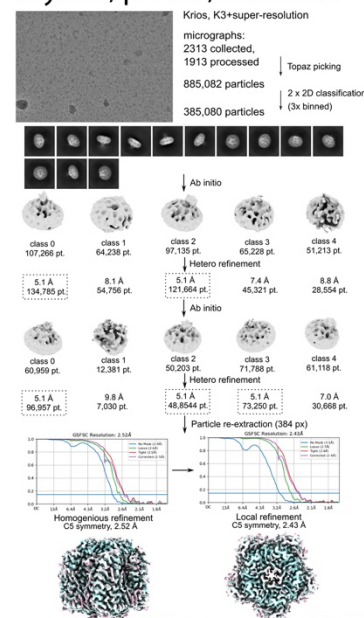 Krios, K3+super-resolution
micrographs:
2313 collected,
1913 processed
Topaz picking
885,082 particles
2 x 2D classification
(3x binned)
385,080 particles
Ab initio
class 0 class 1 class 2 class 3 class 4
107,266 pt. 64,238 pt. 97,135 pt. 65,228 pt. 51,213 pt.
Hetero refinement
5.1 Å 8.1 Å 5.1 Å 7.4 Å 8.8 Å
134,785 pt. 54,756 pt. 121,664 pt. 45,321 pt. 28,554 pt.
Ab initio
class 0 class 1 class 2 class 3 class 4
60,959 pt. 12,381 pt. 50,203 pt. 71,788 pt. 61,118 pt.
Hetero refinement
5.1 Å 9.8 Å 5.1 Å 5.1 Å 7.0 Å
96,957 pt. 7,030 pt. 48,8544 pt. 73,250 pt. 30,668 pt.
Particle re-extraction (384 px)
GSFSC Resolution: 2.52Å GSFSC Resolution: 2.43Å
Homogenious refinement
C5 symmetry, 2.52 Å
Local refinement
C5 symmetry, 2.43 Å